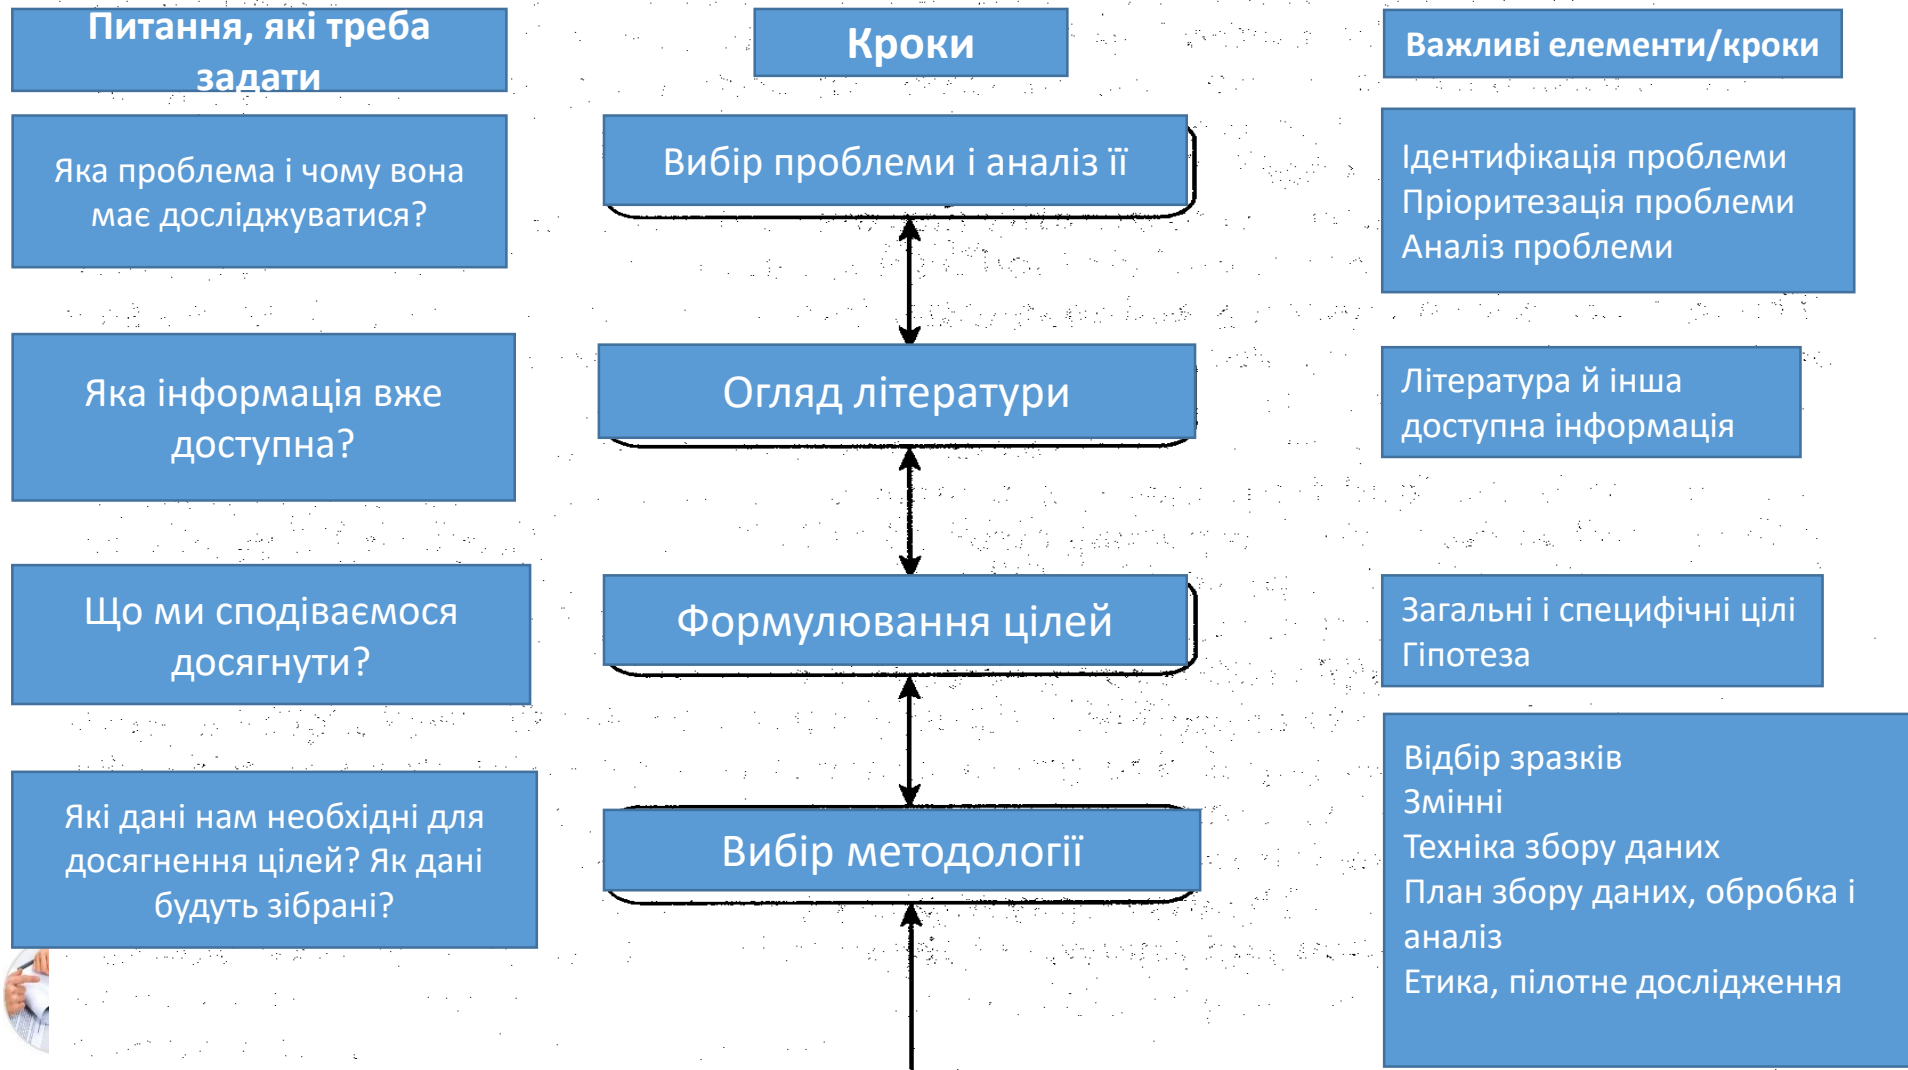 Питання, які треба
задати
Кроки
Важливі елементи/кроки
Яка проблема і чому вона
має досліджуватися?
Вибір проблеми і аналіз її
Ідентифікація проблеми
Пріоритезація проблеми
Аналіз проблеми
Яка інформація вже
доступна?
Огляд літератури
Література й інша
доступна інформація
Що ми сподіваємося
досягнути?
Формулювання цілей
Загальні і специфічні цілі
Гіпотеза
Які дані нам необхідні для
досягнення цілей? Як дані
будуть зібрані?
Вибір методології
Відбір зразків
Змінні
Техніка збору даних
План збору даних, обробка і
аналіз
Етика, пілотне дослідження